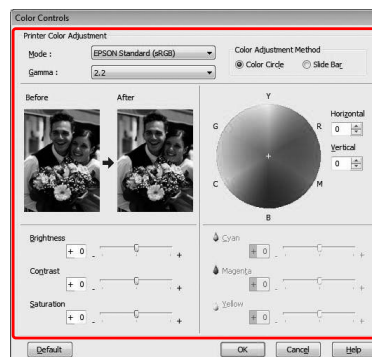 Color Controls
Printer Color Adjustment
Mode :
EPSON Standard (sRGB)
Gamma :
2.2
Color Adjustment Method
Color Circle
Slide Bar
Before
After
Y
G
R
C
M
B
Horizontal
0
Vertical
0
Brightness
+ 0 - +
Contrast
+ 0 - +
Saturation
+ 0 - +
Cyan
+ 0 - +
Magenta
+ 0 - +
Yellow
+ 0 - +
Default
OK
Cancel
Help